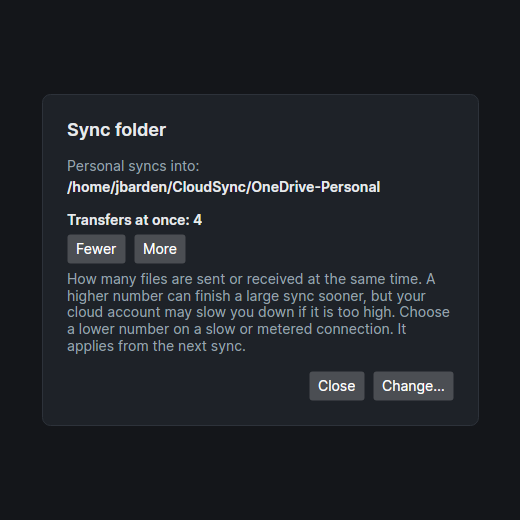 Sync folder
Personal syncs into:
/home/jbarden/CloudSync/OneDrive-Personal
Transfers at once: 4
Fewer More
How many files are sent or received at the same time. A
higher number can finish a large sync sooner, but your
cloud account may slow you down if it is too high. Choose
a lower number on a slow or metered connection. It
applies from the next sync.
Close Change...